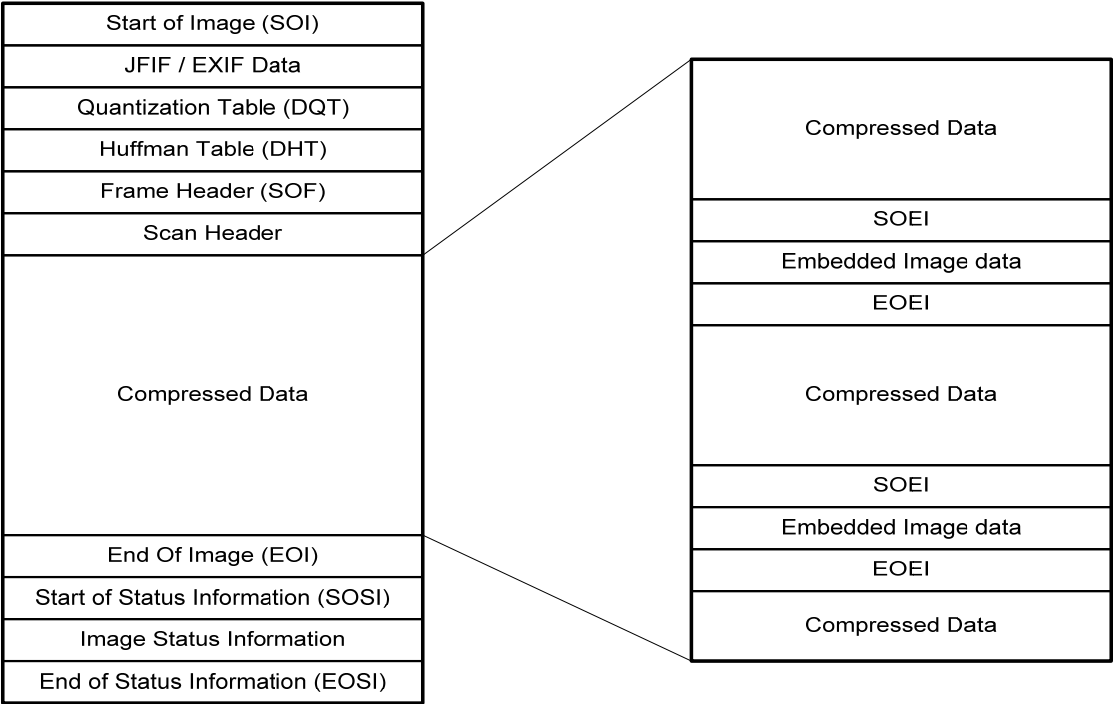 Start of Image (SOI)
JFIF / EXIF Data
Quantization Table (DQT)
Huffman Table (DHT)
Frame Header (SOF)
Scan Header
Compressed Data
End Of Image (EOI)
Start of Status Information (SOSI)
Image Status Information
End of Status Information (EOSI)
Compressed Data
SOEI
Embedded Image data
EOEI
Compressed Data
SOEI
Embedded Image data
EOEI
Compressed Data